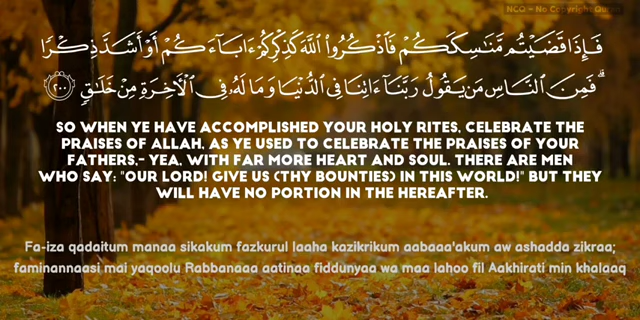 NCQ - No Copyright Quran
فَإِذَا قَضَيْتُم مَّنَـٰسِكَكُمْ فَٱذْكُرُوا۟ ٱللَّهَ كَذِكْرِكُمْ ءَابَآءَكُمْ أَوْ أَشَدَّ ذِكْرًا
ۗ فَمِنَ ٱلنَّاسِ مَن يَقُولُ رَبَّنَآ ءَاتِنَا فِى ٱلدُّنْيَا وَمَا لَهُۥ فِى ٱلْـَٔاخِرَةِ مِنْ خَلَـٰقٍ ٢٠٠
SO WHEN YE HAVE ACCOMPLISHED YOUR HOLY RITES, CELEBRATE THE
PRAISES OF ALLAH, AS YE USED TO CELEBRATE THE PRAISES OF YOUR
FATHERS,- YEA, WITH FAR MORE HEART AND SOUL. THERE ARE MEN
WHO SAY: "OUR LORD! GIVE US (THY BOUNTIES) IN THIS WORLD!" BUT THEY
WILL HAVE NO PORTION IN THE HEREAFTER.
Fa-iza qadaitum manaa sikakum fazkurul laaha kazikrikum aabaaa'akum aw ashadda zikraa;
faminannaasi mai yaqoolu Rabbanaaa aatinaa fiddunyaa wa maa lahoo fil Aakhirati min khalaaq